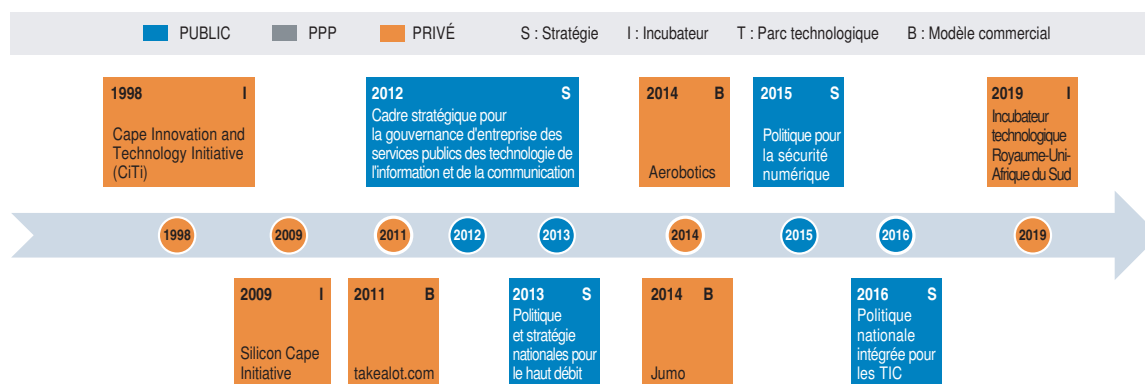 PUBLIC PPP PRIVÉ S : Stratégie I : Incubateur T : Parc technologique B : Modèle commercial
1998 I
Cape Innovation and
Technology Initiative
(CiTi)
2012 S
Cadre stratégique pour
la gouvernance d'entreprise des
services publics des technologie de
l'information et de la communication
2014 B
Aerobotics
2015 S
Politique pour
la sécurité
numérique
2019 I
Incubateur
technologique
Royaume-Uni-
Afrique du Sud
1998 2009 2011 2012 2013 2014 2015 2016 2019
2009 I
Silicon Cape
Initiative
2011 B
takealot.com
2013 S
Politique
et stratégie
nationales pour
le haut débit
2014 B
Jumo
2016 S
Politique
nationale
intégrée pour
les TIC